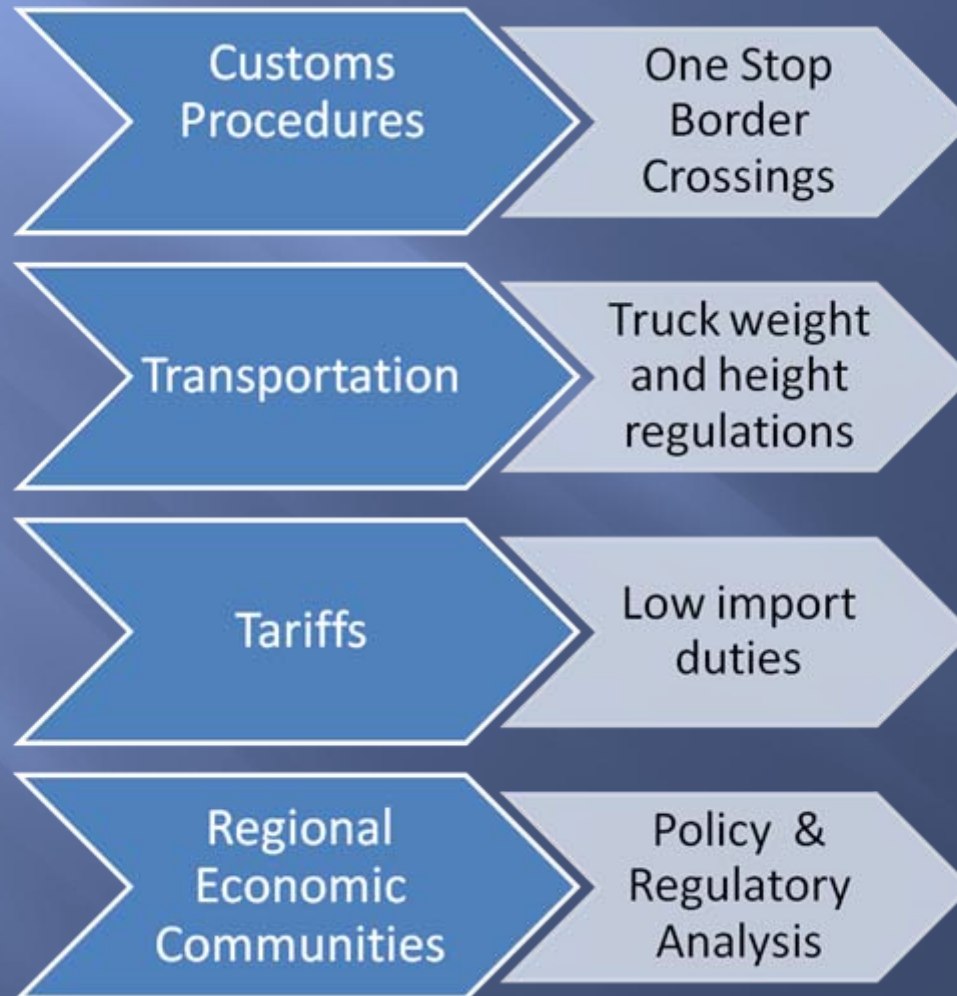 Customs
Procedures
One Stop
Border
Crossings
Transportation
Truck weight
and height
regulations
Tariffs
Low import
duties
Regional
Economic
Communities
Policy &
Regulatory
Analysis